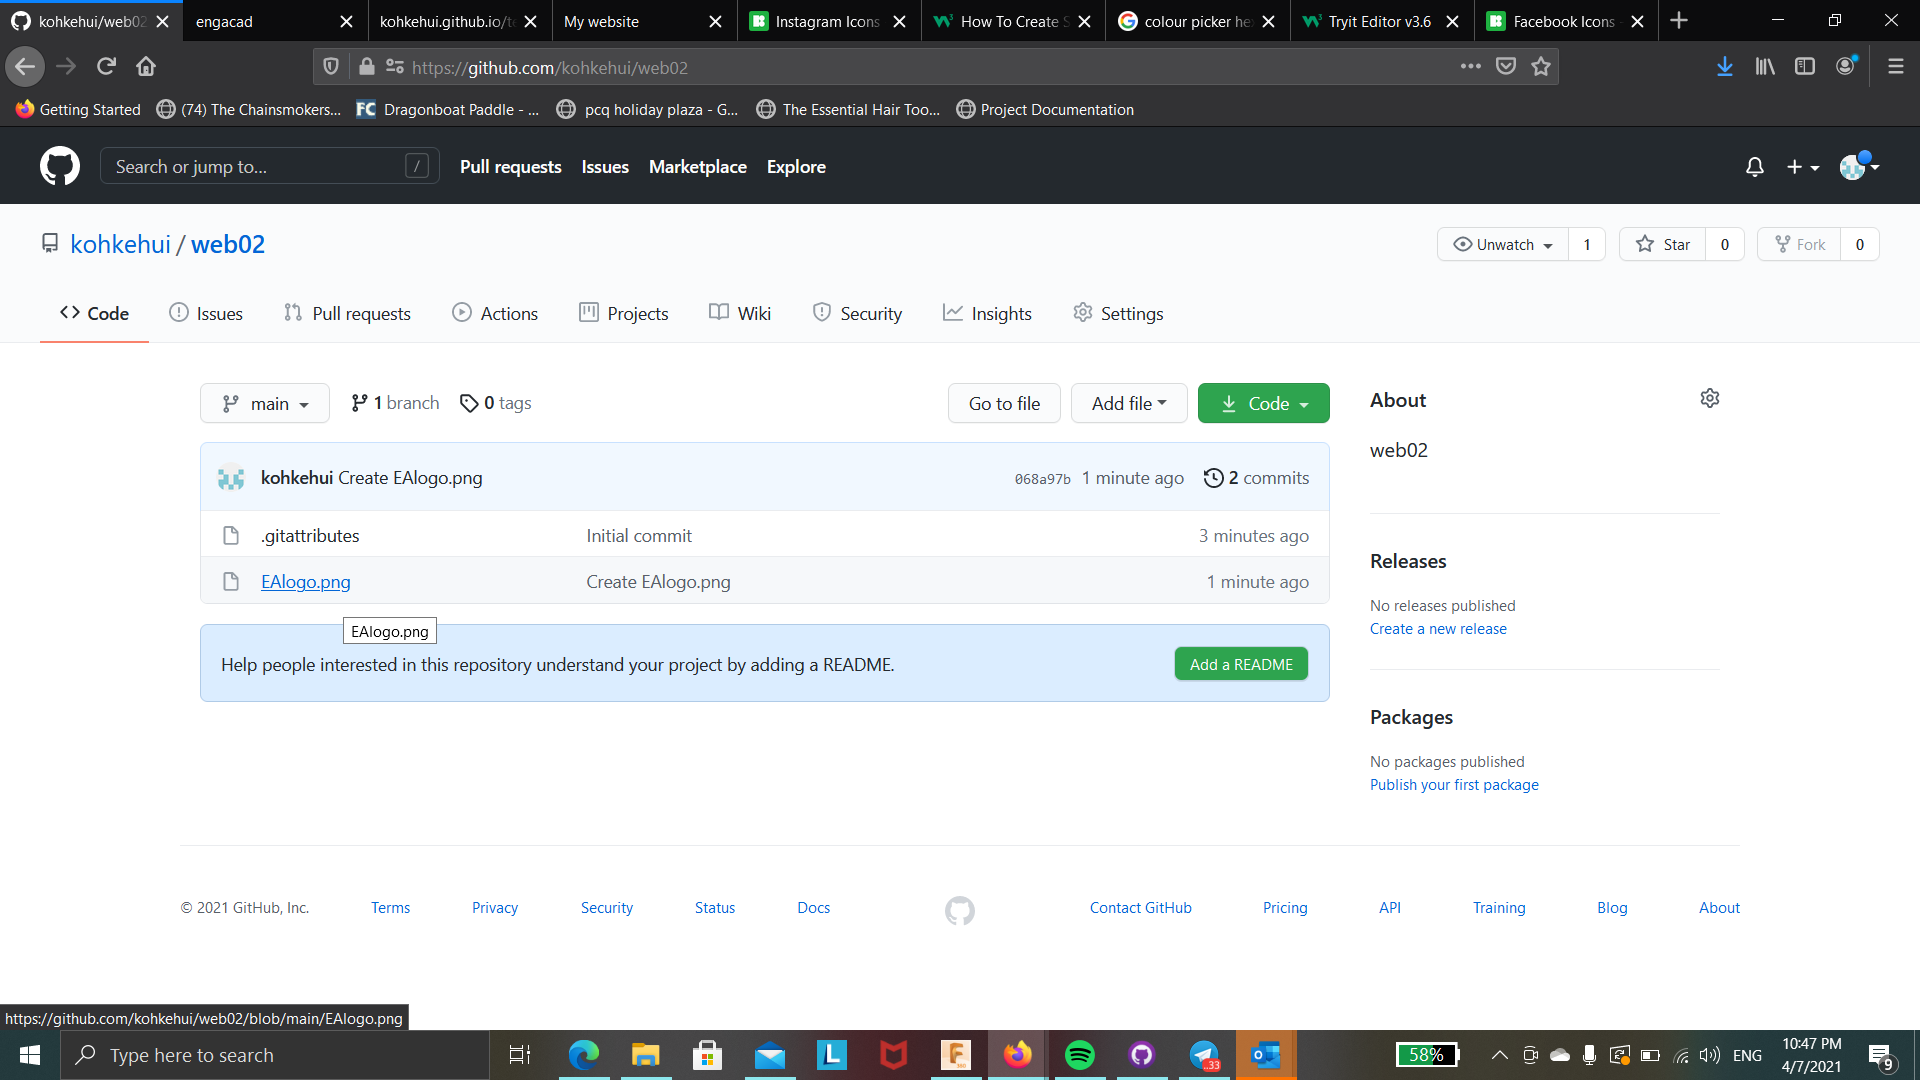 kohkehui/web02
engacad
kohkehui.github.io/te
My website
Instagram Icons
How To Create S
colour picker hex
Tryit Editor v3.6
Facebook Icons -
https://github.com/kohkehui/web02
Getting Started
(74) The Chainsmokers...
FC Dragonboat Paddle - ...
pcq holiday plaza - G...
The Essential Hair Too...
Project Documentation
Search or jump to... /
Pull requests
Issues
Marketplace
Explore
kohkehui / web02
Unwatch 1
Star 0
Fork 0
Code
Issues
Pull requests
Actions
Projects
Wiki
Security
Insights
Settings
main
1 branch
0 tags
Go to file
Add file
Code
About
web02
kohkehui Create EAlogo.png 068a97b 1 minute ago 2 commits
.gitattributes Initial commit 3 minutes ago
EAlogo.png Create EAlogo.png 1 minute ago
EAlogo.png
Help people interested in this repository understand your project by adding a README.
Add a README
Releases
No releases published
Create a new release
Packages
No packages published
Publish your first package
© 2021 GitHub, Inc.
Terms
Privacy
Security
Status
Docs
Contact GitHub
Pricing
API
Training
Blog
About
https://github.com/kohkehui/web02/blob/main/EAlogo.png
Type here to search
L
F
..33
58%
ENG
10:47 PM
4/7/2021
9